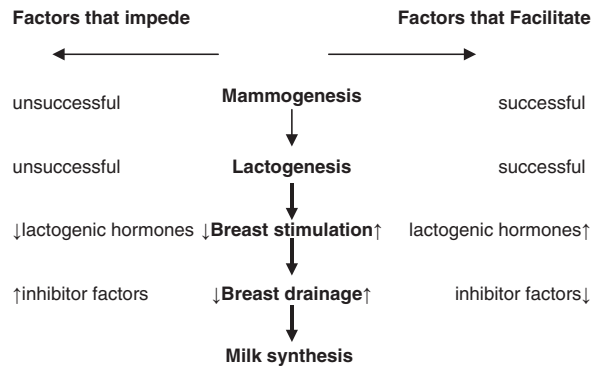 Factors that impede Factors that Facilitate
unsuccessful Mammogenesis successful
unsuccessful Lactogenesis successful
↓lactogenic hormones ↓Breast stimulation↑ lactogenic hormones↑
↑inhibitor factors ↓Breast drainage↑ inhibitor factors↓
Milk synthesis